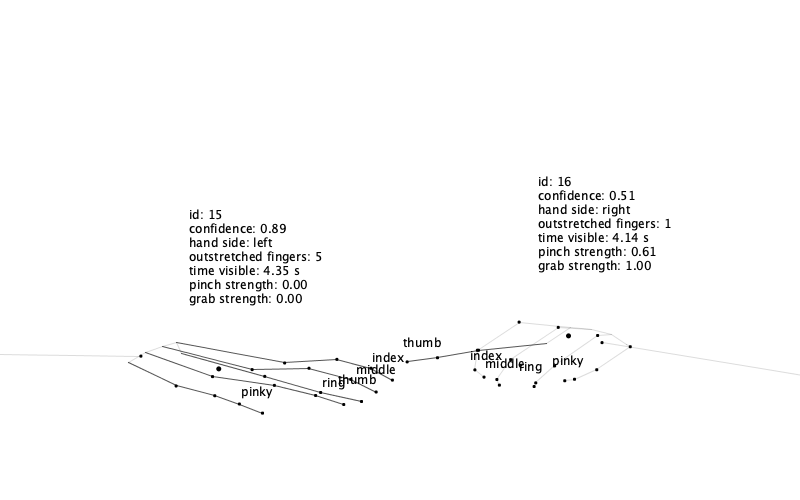 id: 15
confidence: 0.89
hand side: left
outstretched fingers: 5
time visible: 4.35 s
pinch strength: 0.00
grab strength: 0.00
id: 16
confidence: 0.51
hand side: right
outstretched fingers: 1
time visible: 4.14 s
pinch strength: 0.61
grab strength: 1.00
thumb
index
middle
ring
thumb
pinky
index
middle
ring
pinky